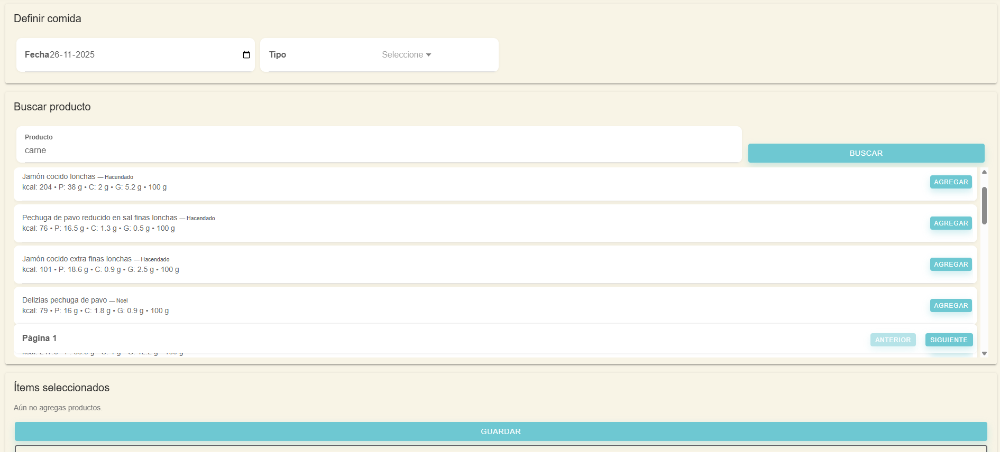 Definir comida
Fecha 26-11-2025
Tipo Seleccione
Buscar producto
Producto
carne
BUSCAR
Jamón cocido lonchas — Hacendado
kcal: 204 • P: 38 g • C: 2 g • G: 5.2 g • 100 g
AGREGAR
Pechuga de pavo reducido en sal finas lonchas — Hacendado
kcal: 76 • P: 16.5 g • C: 1.3 g • G: 0.5 g • 100 g
AGREGAR
Jamón cocido extra finas lonchas — Hacendado
kcal: 101 • P: 18.6 g • C: 0.9 g • G: 2.5 g • 100 g
AGREGAR
Delizias pechuga de pavo — Noel
kcal: 79 • P: 16 g • C: 1.8 g • G: 0.9 g • 100 g
AGREGAR
Página 1
ANTERIOR
SIGUIENTE
Ítems seleccionados
Aún no agregas productos.
GUARDAR